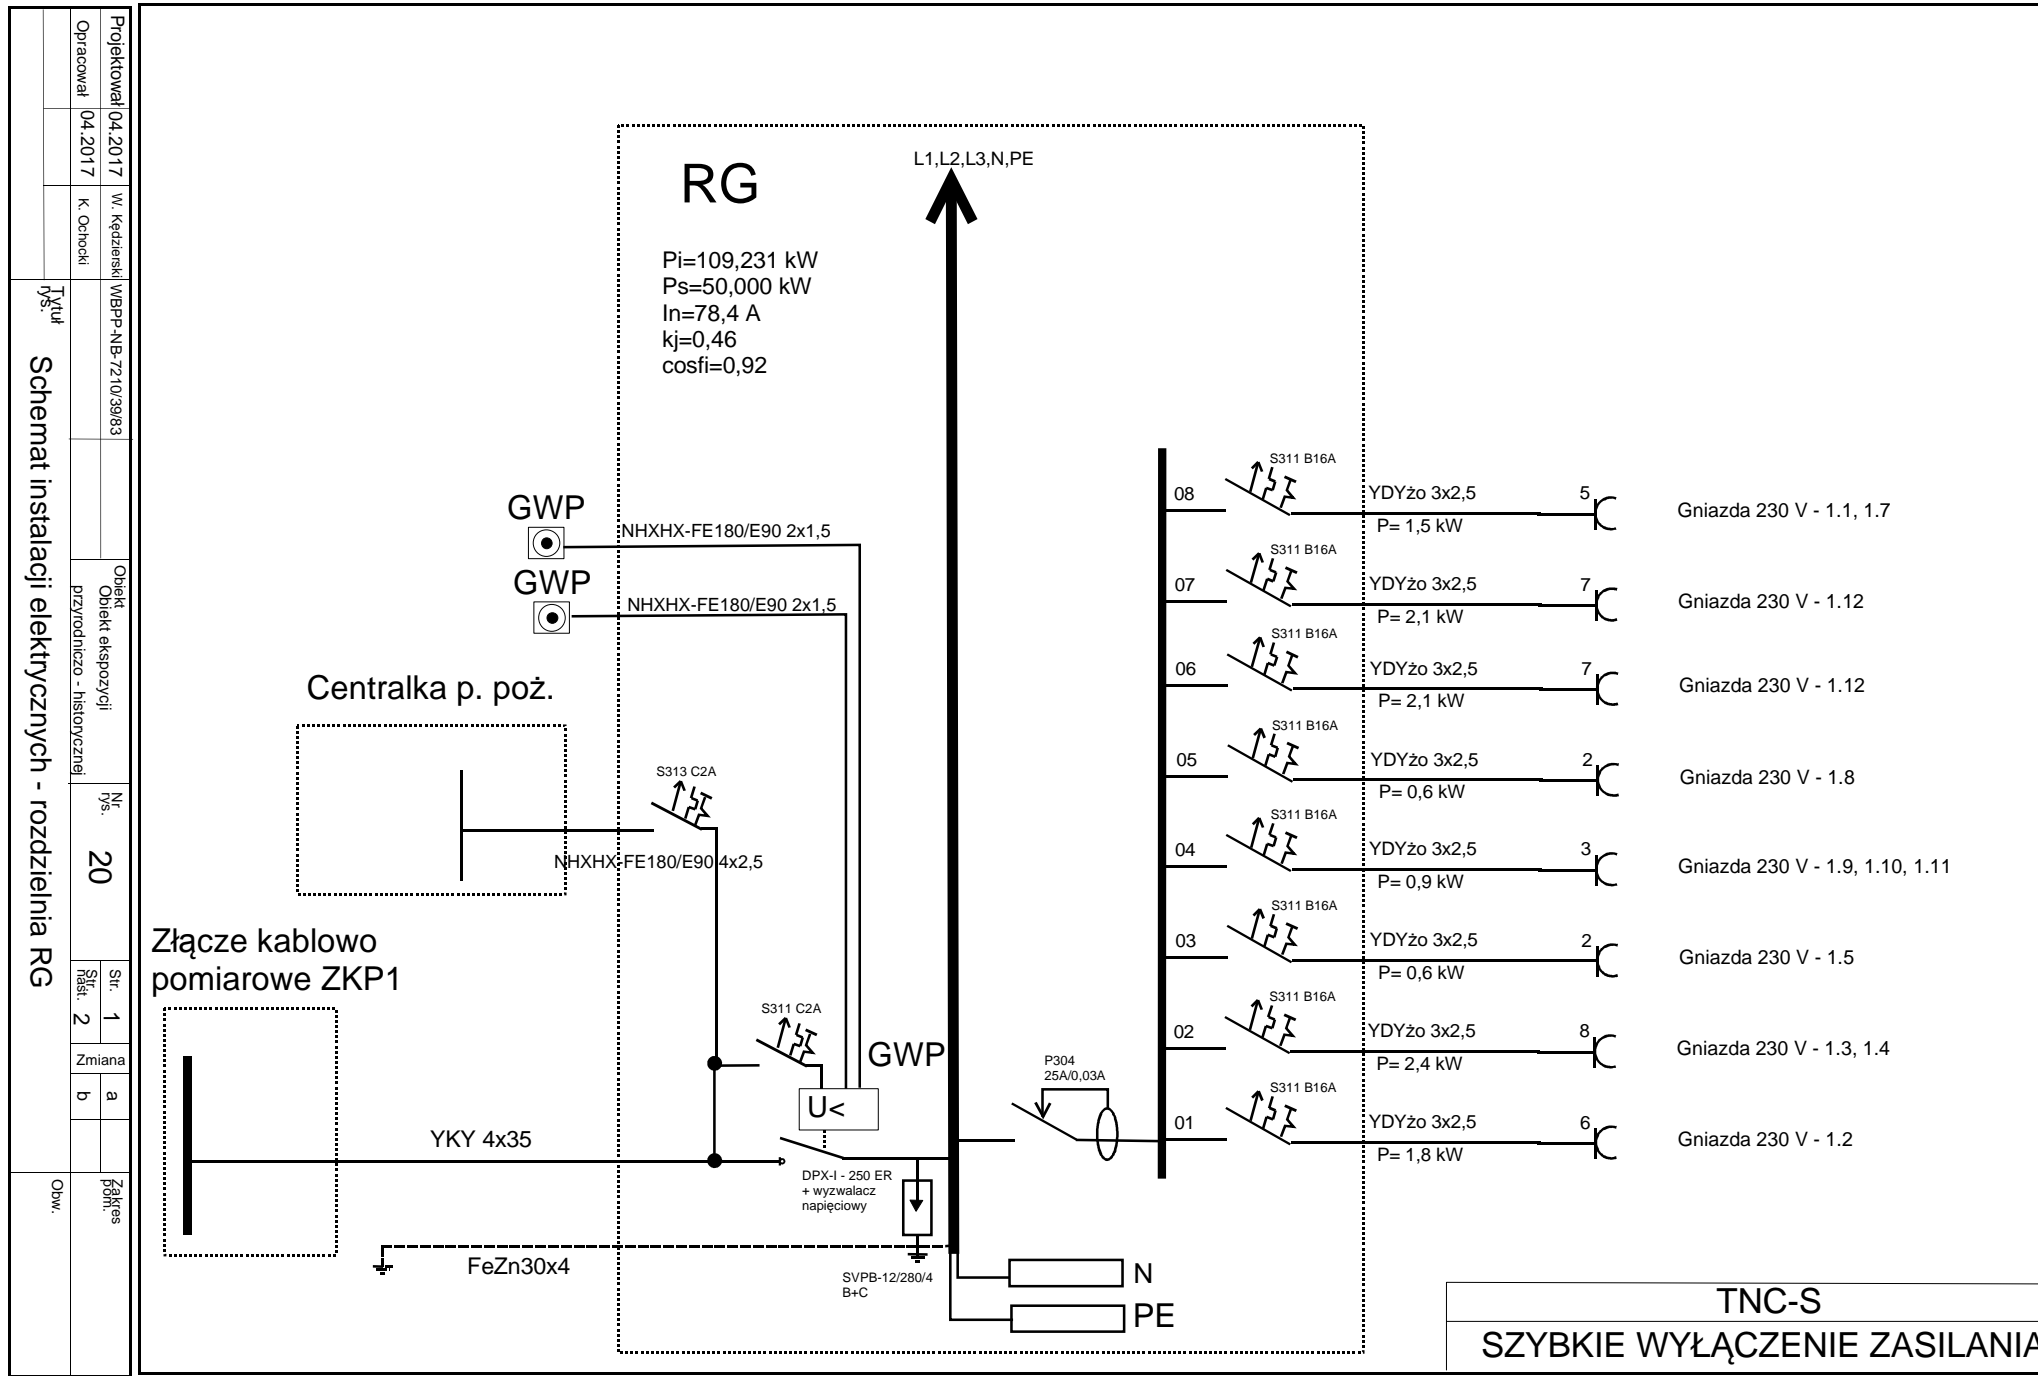 Projektował 04.2017 W. Kędzierski WBPP-NB-7210/39/83
Opracował 04.2017 K. Ochocki
Tytuł
rys.
Schemat instalacji elektrycznych - rozdzielnia RG
Obiekt
Obiekt ekspozycji
przyrodniczo - historycznej
Nr
rys.
20
Str. 1
Str.
nast. 2
Zmiana
a
b
Zakres
pom.
Obw.
RG
L1,L2,L3,N,PE
Pi=109,231 kW
Ps=50,000 kW
In=78,4 A
kj=0,46
cosfi=0,92
GWP
NHXHX-FE180/E90 2x1,5
GWP
NHXHX-FE180/E90 2x1,5
Centralka p. poż.
S313 C2A
NHXHX-FE180/E90 4x2,5
Złącze kablowo
pomiarowe ZKP1
S311 C2A
GWP
U<
YKY 4x35
DPX-I - 250 ER
+ wyzwalacz
napięciowy
FeZn30x4
SVPB-12/280/4
B+C
N
PE
P304
25A/0,03A
08
S311 B16A
YDYżo 3x2,5
P= 1,5 kW
5
Gniazda 230 V - 1.1, 1.7
07
S311 B16A
YDYżo 3x2,5
P= 2,1 kW
7
Gniazda 230 V - 1.12
06
S311 B16A
YDYżo 3x2,5
P= 2,1 kW
7
Gniazda 230 V - 1.12
05
S311 B16A
YDYżo 3x2,5
P= 0,6 kW
2
Gniazda 230 V - 1.8
04
S311 B16A
YDYżo 3x2,5
P= 0,9 kW
3
Gniazda 230 V - 1.9, 1.10, 1.11
03
S311 B16A
YDYżo 3x2,5
P= 0,6 kW
2
Gniazda 230 V - 1.5
02
S311 B16A
YDYżo 3x2,5
P= 2,4 kW
8
Gniazda 230 V - 1.3, 1.4
01
S311 B16A
YDYżo 3x2,5
P= 1,8 kW
6
Gniazda 230 V - 1.2
TNC-S
SZYBKIE WYŁĄCZENIE ZASILANIA